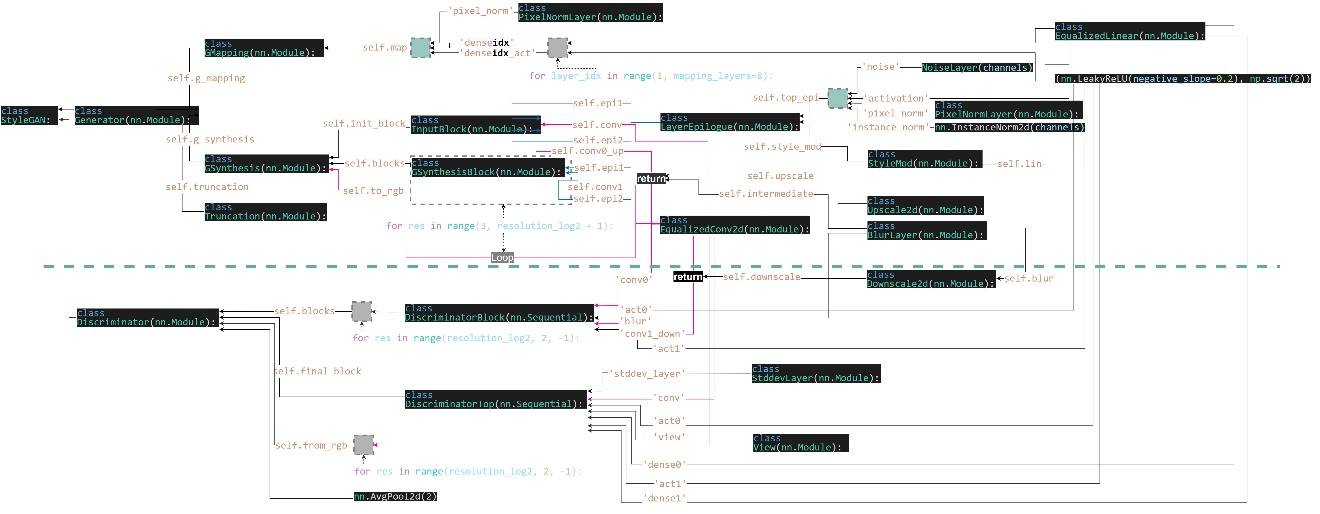 'pixel_norm'
class
PixelNormLayer(nn.Module):
class
GMapping(nn.Module):
self.map
'denseidx'
'denseidx_act'
class
EqualizedLinear(nn.Module):
self.g_mapping
for layer_idx in range(1, mapping_layers=8):
'noise'
NoiseLayer(channels)
(nn.LeakyReLU(negative_slope=0.2), np.sqrt(2))
class
StyleGAN:
class
Generator(nn.Module):
self.epi1
self.top_epi
'activation'
class
PixelNormLayer(nn.Module):
'pixel_norm'
'instance_norm'
nn.InstanceNorm2d(channels)
self.init_block
class
InputBlock(nn.Module):
self.conv
class
LayerEpilogue(nn.Module):
self.g_synthesis
self.epi2
self.style_mod
class
StyleMod(nn.Module):
self.lin
self.conv0_up
class
GSynthesis(nn.Module):
self.blocks
class
GSynthesisBlock(nn.Module):
self.epi1
return
self.upscale
self.truncation
self.to_rgb
self.conv1
self.epi2
self.intermediate
class
Upscale2d(nn.Module):
class
Truncation(nn.Module):
for res in range(3, resolution_log2 + 1):
class
EqualizedConv2d(nn.Module):
class
BlurLayer(nn.Module):
Loop
'conv0'
return
self.downscale
class
Downscale2d(nn.Module):
self.blur
class
Discriminator(nn.Module):
self.blocks
class
DiscriminatorBlock(nn.Sequential):
'act0'
'blur'
'conv1_down'
for res in range(resolution_log2, 2, -1):
'act1'
self.final_block
'stddev_layer'
class
StddevLayer(nn.Module):
class
DiscriminatorTop(nn.Sequential):
'conv'
'act0'
'view'
class
View(nn.Module):
self.from_rgb
for res in range(resolution_log2, 2, -1):
'dense0'
'act1'
nn.AvgPool2d(2)
'dense1'